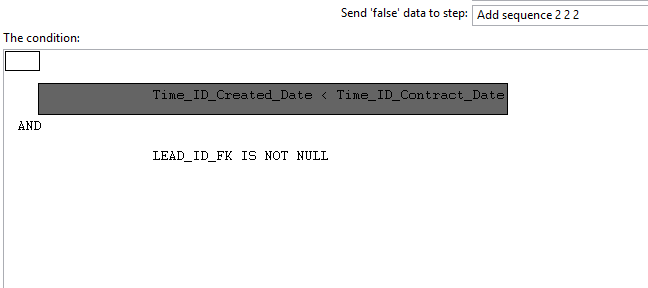 Send 'false' data to step: Add sequence 2 2 2
The condition:
Time_ID_Created_Date < Time_ID_Contract_Date
AND
LEAD_ID_FK IS NOT NULL